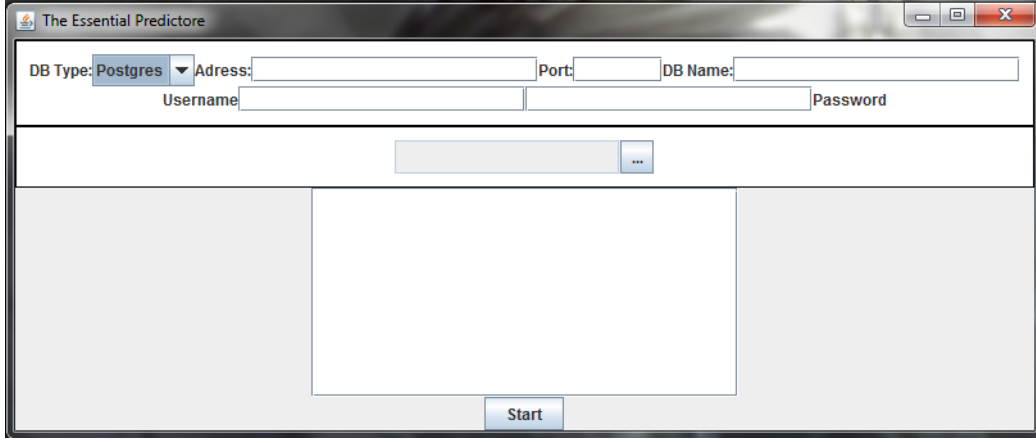 The Essential Predictore
DB Type: Postgres Adress: Port: DB Name:
Username Password
...
Start